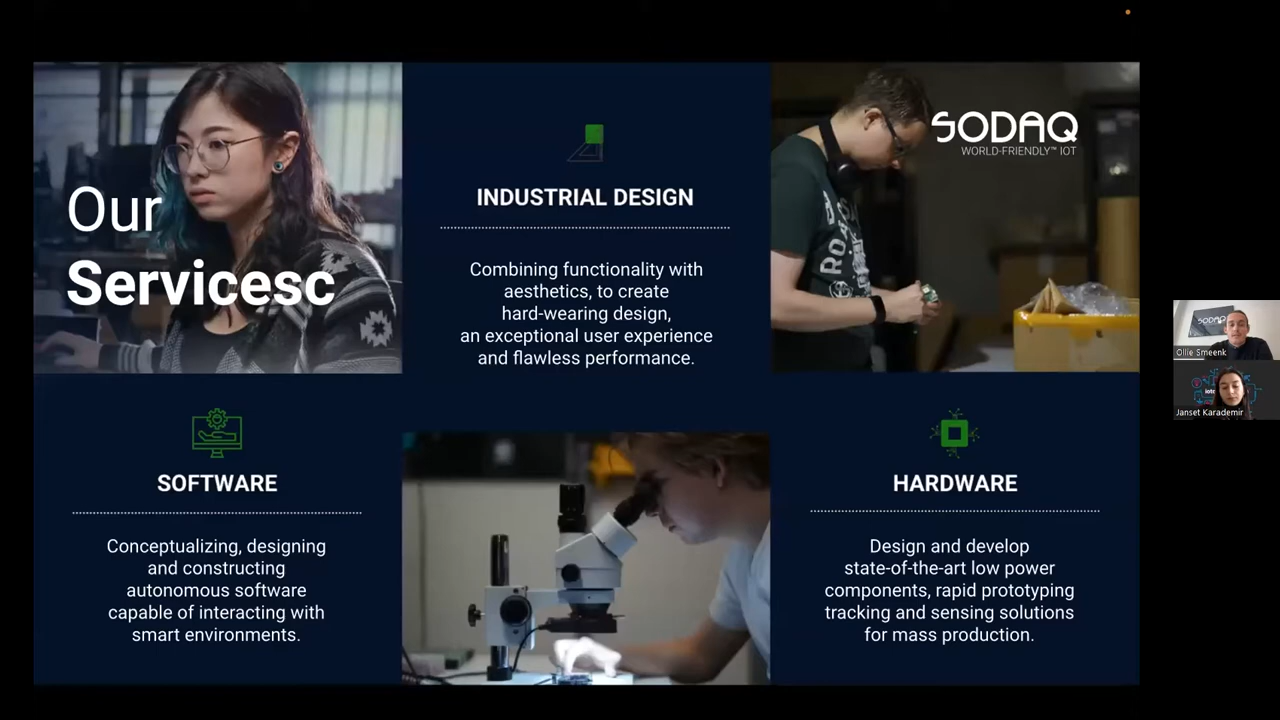 Our
Servicesc
INDUSTRIAL DESIGN
Combining functionality with
aesthetics, to create
hard-wearing design,
an exceptional user experience
and flawless performance.
SODAQ
WORLD-FRIENDLY™ IOT
SOFTWARE
Conceptualizing, designing
and constructing
autonomous software
capable of interacting with
smart environments.
HARDWARE
Design and develop
state-of-the-art low power
components, rapid prototyping
tracking and sensing solutions
for mass production.
SODAQ
Ollie Smeenk
Janset Karademir